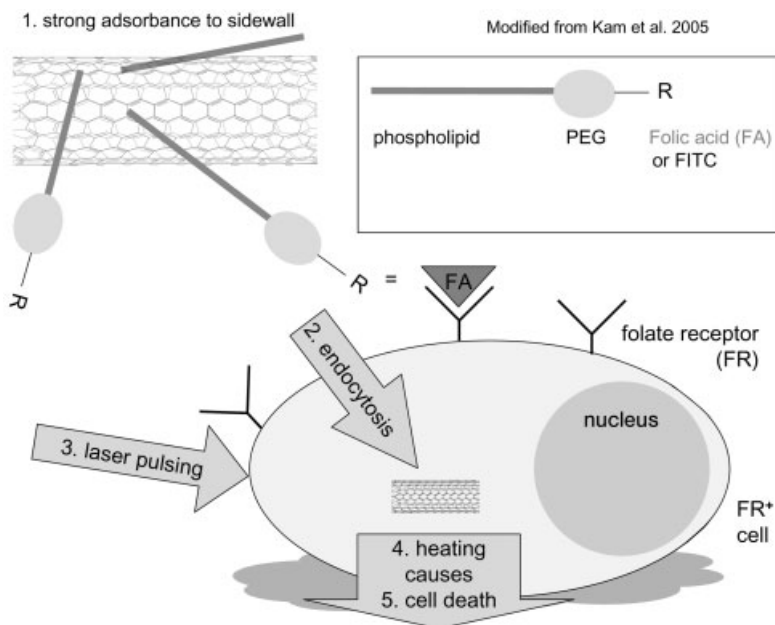 1. strong adsorbance to sidewall
Modified from Kam et al. 2005
R
phospholipid
PEG
Folic acid (FA)
or FITC
R
R
=
FA
2. endocytosis
folate receptor
(FR)
3. laser pulsing
nucleus
FR⁺
cell
4. heating
causes
5. cell death